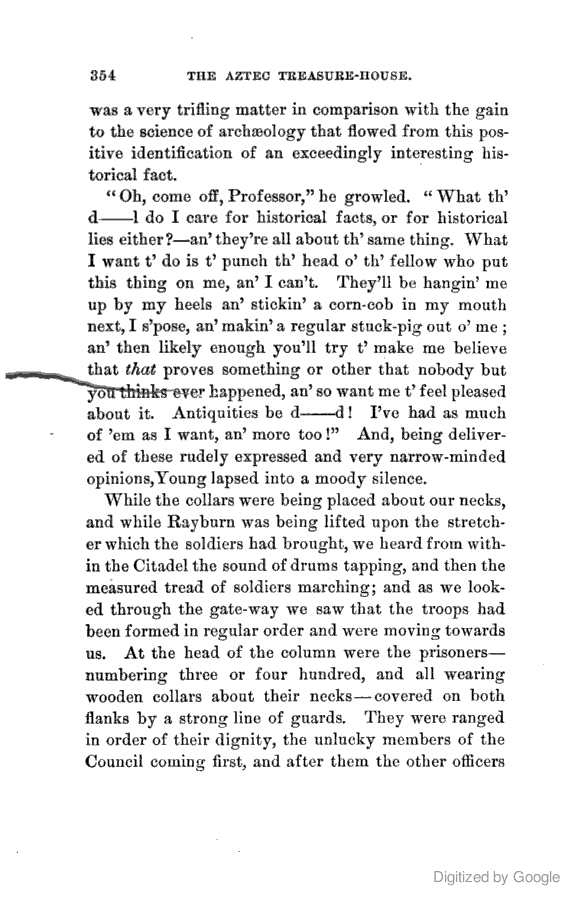 354 THE AZTEC TREASURE-HOUSE.
was a very trifling matter in comparison with the gain
to the science of archæology that flowed from this pos-
itive identification of an exceedingly interesting his-
torical fact.
“Oh, come off, Professor,” he growled. “What th’
d——l do I care for historical facts, or for historical
lies either?—an’ they’re all about th’ same thing. What
I want t’ do is t’ punch th’ head o’ th’ fellow who put
this thing on me, an’ I can’t. They’ll be hangin’ me
up by my heels an’ stickin’ a corn-cob in my mouth
next, I s’pose, an’ makin’ a regular stuck-pig out o’ me;
an’ then likely enough you’ll try t’ make me believe
that that proves something or other that nobody but
you thinks ever happened, an’ so want me t’ feel pleased
about it. Antiquities be d——d! I’ve had as much
of ’em as I want, an’ more too!” And, being deliver-
ed of these rudely expressed and very narrow-minded
opinions, Young lapsed into a moody silence.
While the collars were being placed about our necks,
and while Rayburn was being lifted upon the stretch-
er which the soldiers had brought, we heard from with-
in the Citadel the sound of drums tapping, and then the
measured tread of soldiers marching; and as we look-
ed through the gate-way we saw that the troops had
been formed in regular order and were moving towards
us. At the head of the column were the prisoners—
numbering three or four hundred, and all wearing
wooden collars about their necks—covered on both
flanks by a strong line of guards. They were ranged
in order of their dignity, the unlucky members of the
Council coming first, and after them the other officers
Digitized by Google